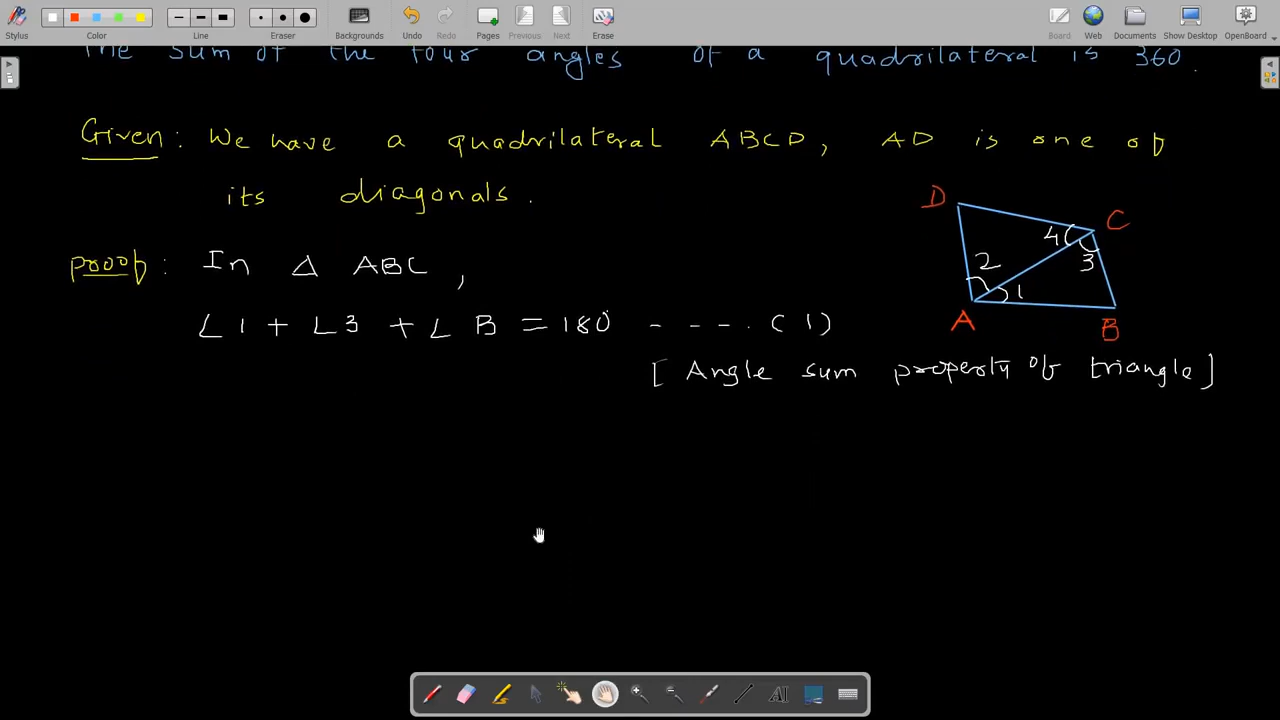 Stylus Color Line Eraser Backgrounds Undo Redo Pages Previous Next Erase Board Web Documents Show Desktop OpenBoard
The sum of the four angles of a quadrilateral is 360.
Given: We have a quadrilateral ABCD, AD is one of
its diagonals.
D C
4 3
2 1
A B
proof: In Δ ABC,
∠1 + ∠3 + ∠B = 180° - - - . (1)
[Angle sum property of triangle]
AI